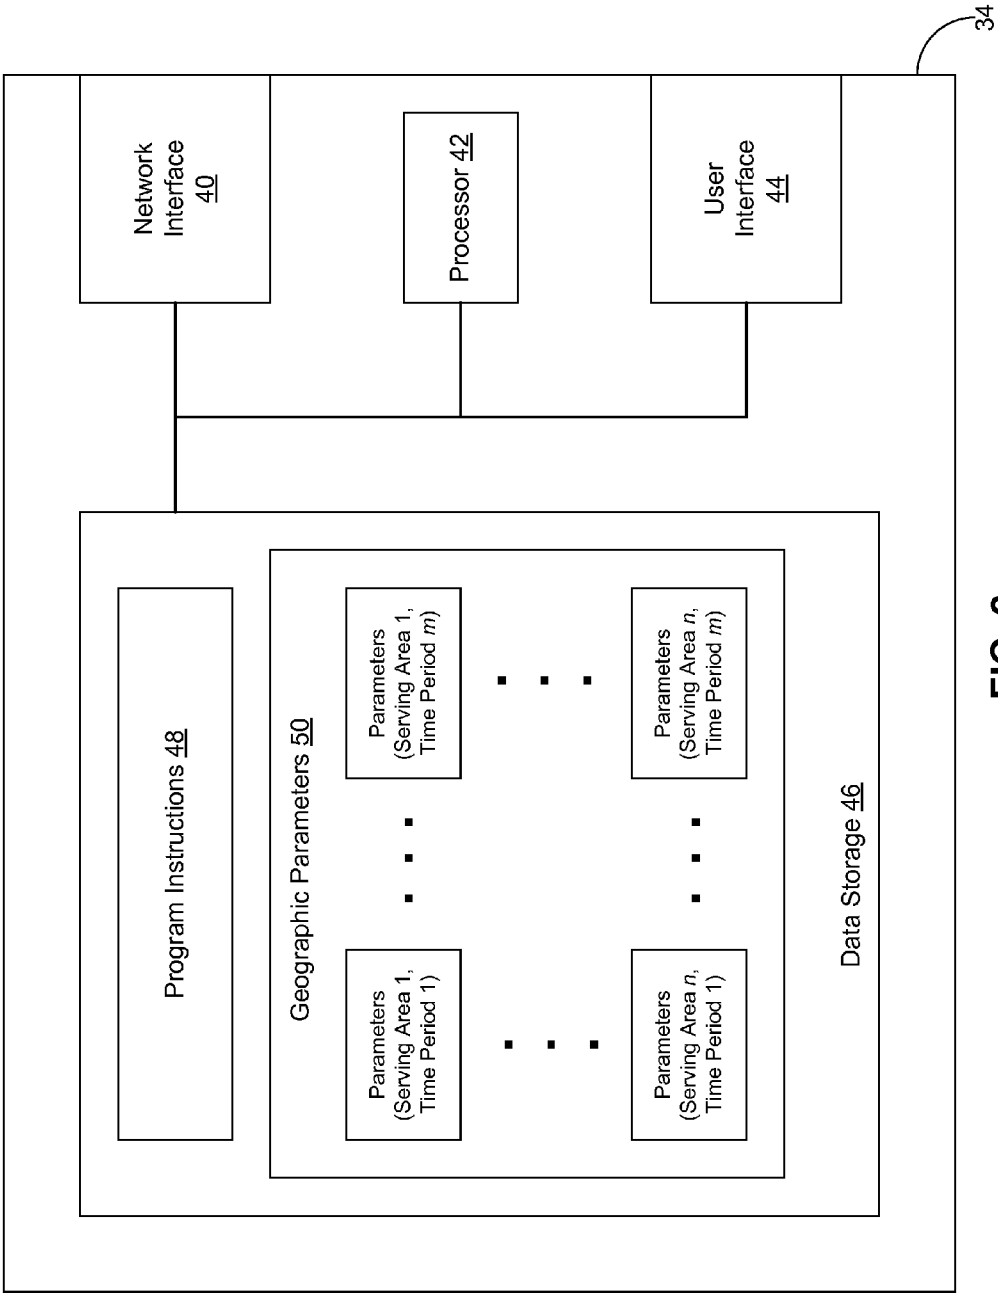 34
Network
Interface
40
Processor 42
User
Interface
44
Program Instructions 48
Geographic Parameters 50
Parameters
(Serving Area 1,
Time Period 1)
Parameters
(Serving Area 1,
Time Period m)
Parameters
(Serving Area n,
Time Period 1)
Parameters
(Serving Area n,
Time Period m)
Data Storage 46
FIG.